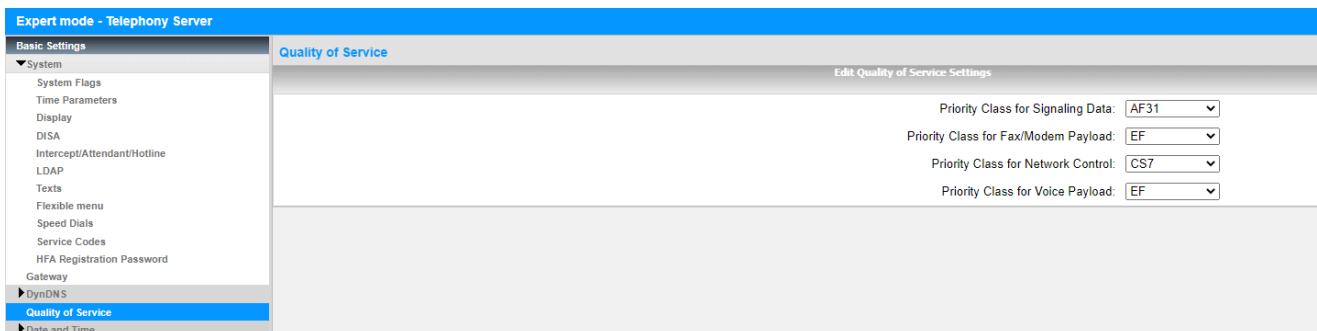 Expert mode - Telephony Server
Basic Settings
System
System Flags
Time Parameters
Display
DISA
Intercept/Attendant/Hotline
LDAP
Texts
Flexible menu
Speed Dials
Service Codes
HFA Registration Password
Gateway
DynDNS
Quality of Service
Date and Time
Quality of Service
Edit Quality of Service Settings
Priority Class for Signaling Data: AF31
Priority Class for Fax/Modem Payload: EF
Priority Class for Network Control: CS7
Priority Class for Voice Payload: EF